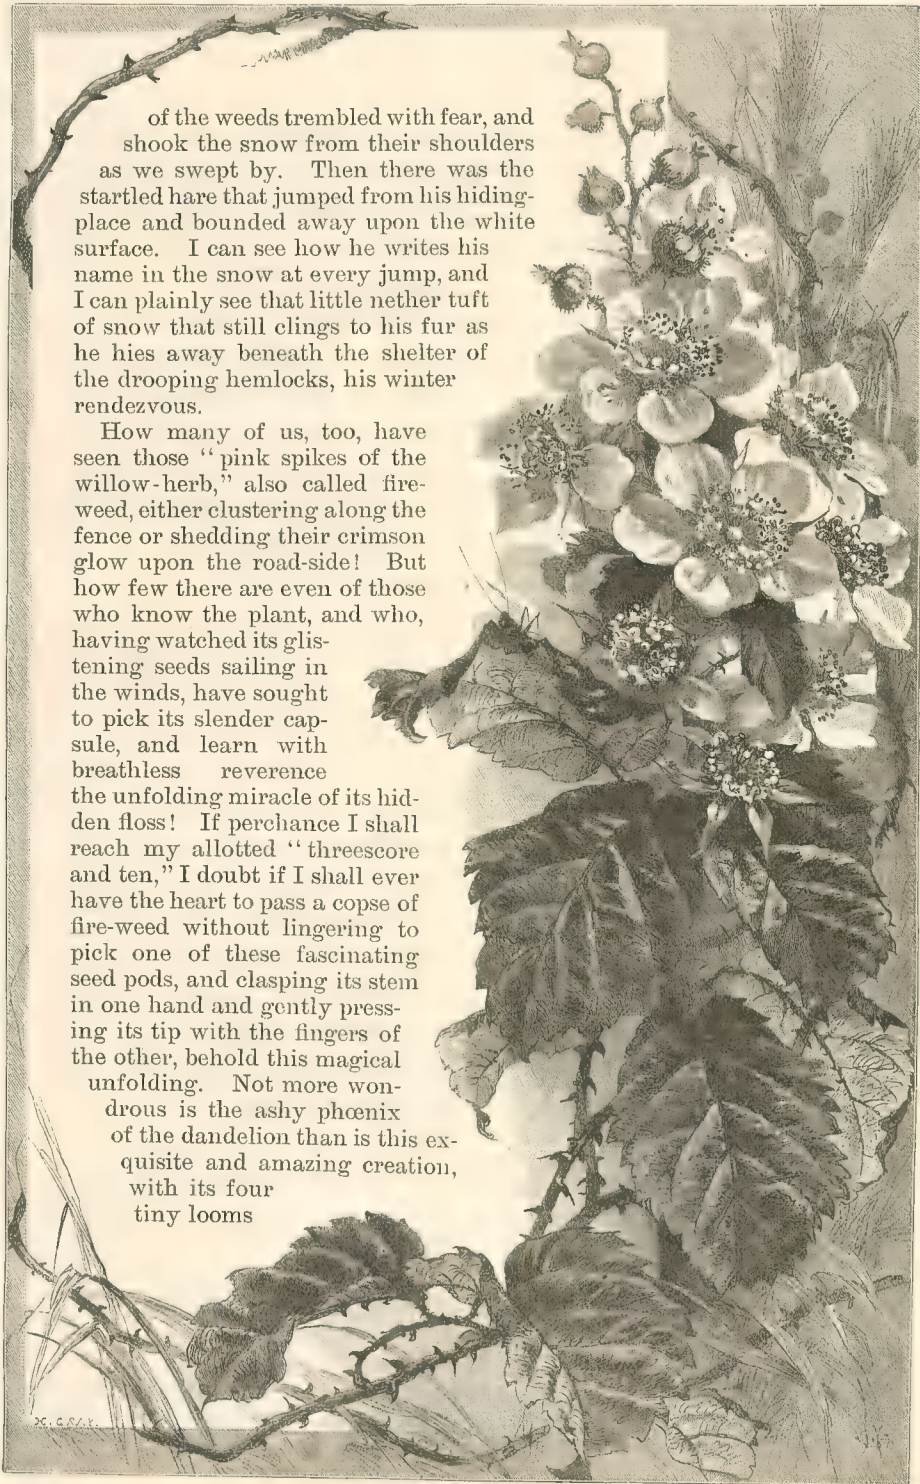 of the weeds trembled with fear, and
shook the snow from their shoulders
as we swept by. Then there was the
startled hare that jumped from his hiding-
place and bounded away upon the white
surface. I can see how he writes his
name in the snow at every jump, and
I can plainly see that little nether tuft
of snow that still clings to his fur as
he hies away beneath the shelter of
the drooping hemlocks, his winter
rendezvous.
How many of us, too, have
seen those “pink spikes of the
willow-herb,” also called fire-
weed, either clustering along the
fence or shedding their crimson
glow upon the road-side! But
how few there are even of those
who know the plant, and who,
having watched its glis-
tening seeds sailing in
the winds, have sought
to pick its slender cap-
sule, and learn with
breathless reverence
the unfolding miracle of its hid-
den floss! If perchance I shall
reach my allotted “threescore
and ten,” I doubt if I shall ever
have the heart to pass a copse of
fire-weed without lingering to
pick one of these fascinating
seed pods, and clasping its stem
in one hand and gently press-
ing its tip with the fingers of
the other, behold this magical
unfolding. Not more won-
drous is the ashy phœnix
of the dandelion than is this ex-
quisite and amazing creation,
with its four
tiny looms